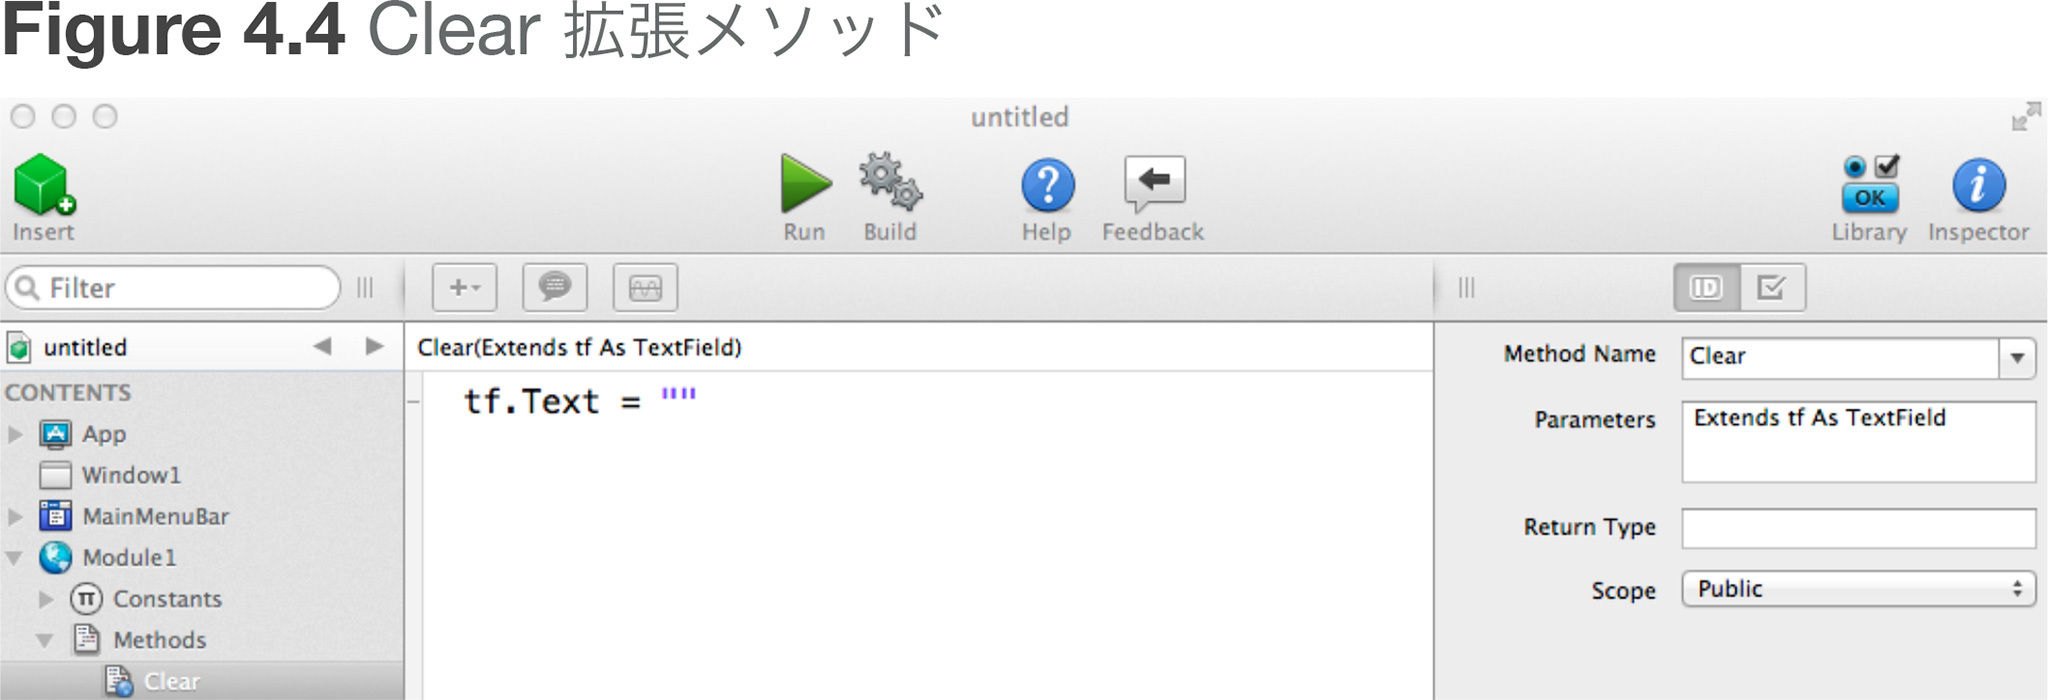 Figure 4.4 Clear 拡張メソッド
untitled
Insert
Run
Build
Help
Feedback
OK
Library
Inspector
Filter
ID
untitled
Clear(Extends tf As TextField)
CONTENTS
App
Window1
MainMenuBar
Module1
Constants
Methods
Clear
tf.Text = ""
Method Name
Clear
Parameters
Extends tf As TextField
Return Type
Scope
Public